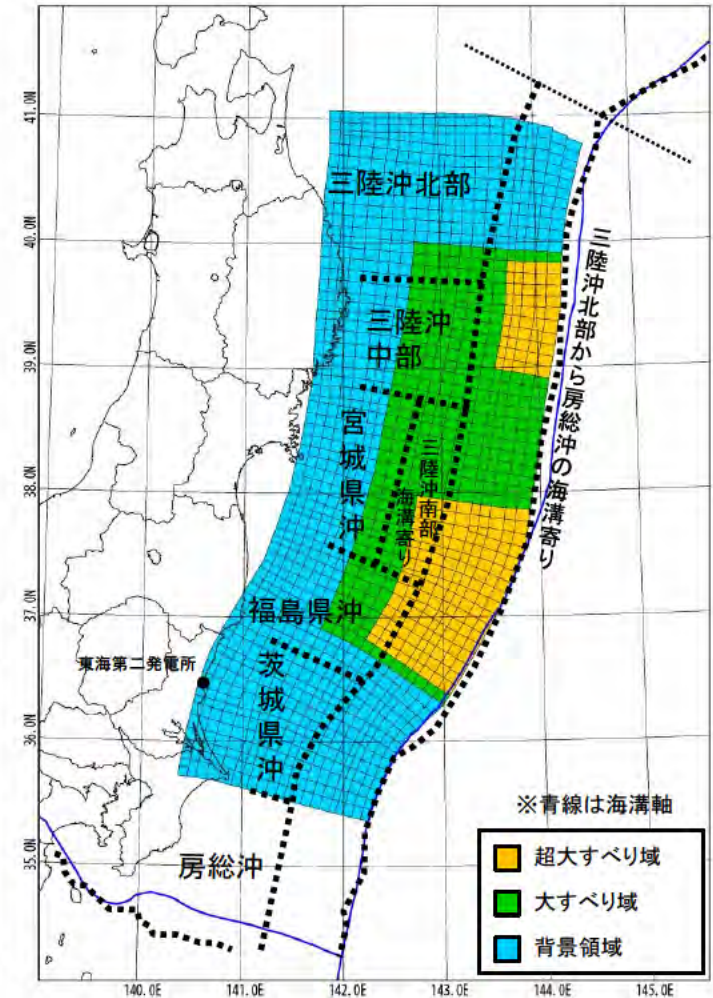 41.0N
40.0N
39.0N
38.0N
37.0N
36.0N
35.0N
三陸沖北部
三陸沖
中部
宮城県沖
三陸沖南部
海溝寄り
三陸沖北部から房総沖の海溝寄り
福島県沖
東海第二発電所
茨城県沖
房総沖
※青線は海溝軸
超大すべり域
大すべり域
背景領域
140.0E
141.0E
142.0E
143.0E
144.0E
145.0E